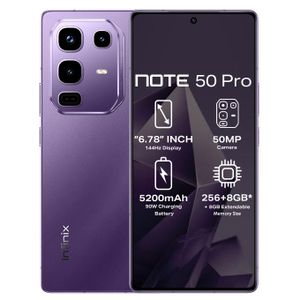 NOTE 50 Pro
"6.78" INCH
144Hz Display
50MP
Camera
5200mAh
90W Charging
Battery
256+8GB*
+ 8GB Extendable
Memory Size
Infinix